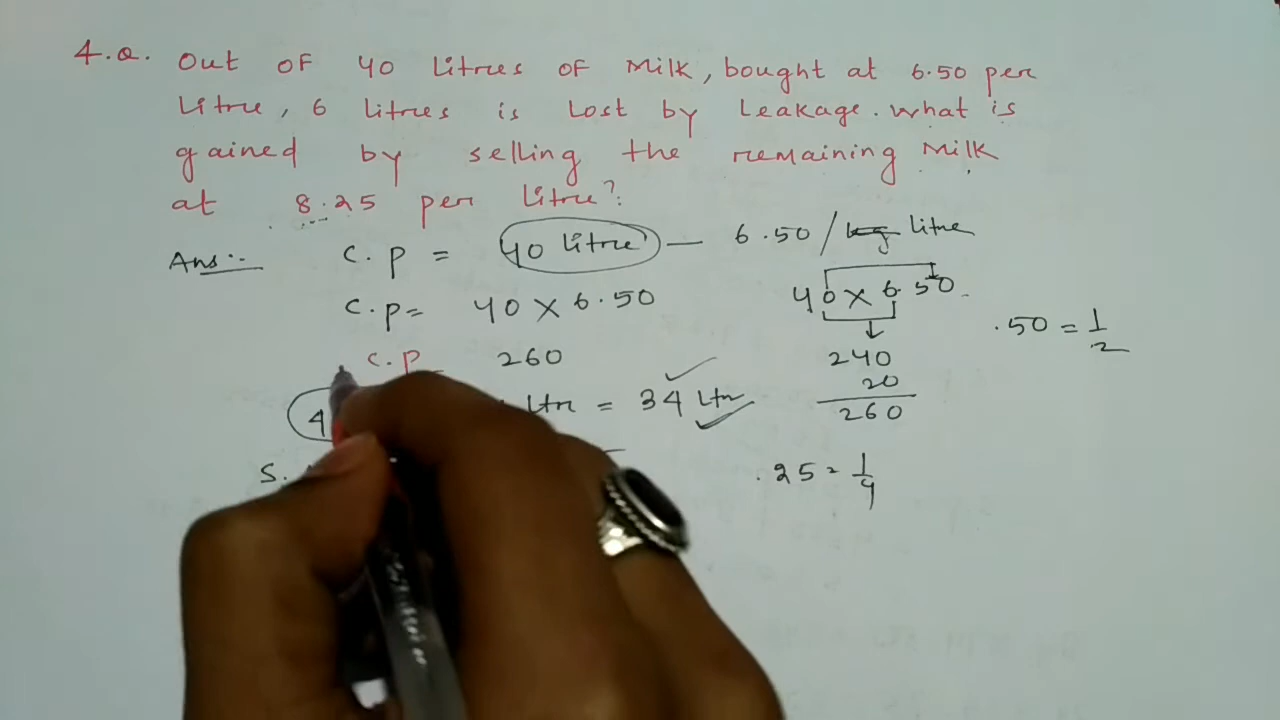 4.Q. Out OF 40 Litres OF Milk, bought at 6.50 per
Litre, 6 litres is Lost by Leakage. What is
gained by selling the remaining Milk
at 8.25 per litre?
Ans :- C.P = 40 litre — 6.50 / kg litre
C.P = 40 X 6.50
40 X 6.50
.50 = 1/2
C.P 260
240
20
260
4 Ltr = 34 Ltr
S.
.25 = 1/4